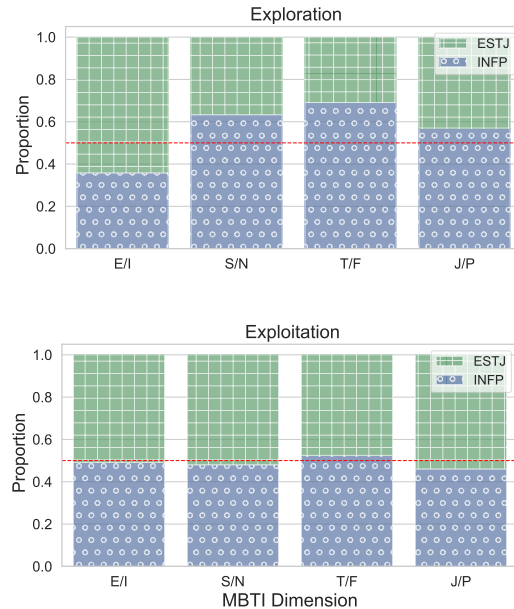 Exploration
1.0
0.8
0.6
0.4
0.2
0.0
Proportion
ESTJ
INFP
E/I S/N T/F J/P
Exploitation
1.0
0.8
0.6
0.4
0.2
0.0
Proportion
ESTJ
INFP
E/I S/N T/F J/P
MBTI Dimension